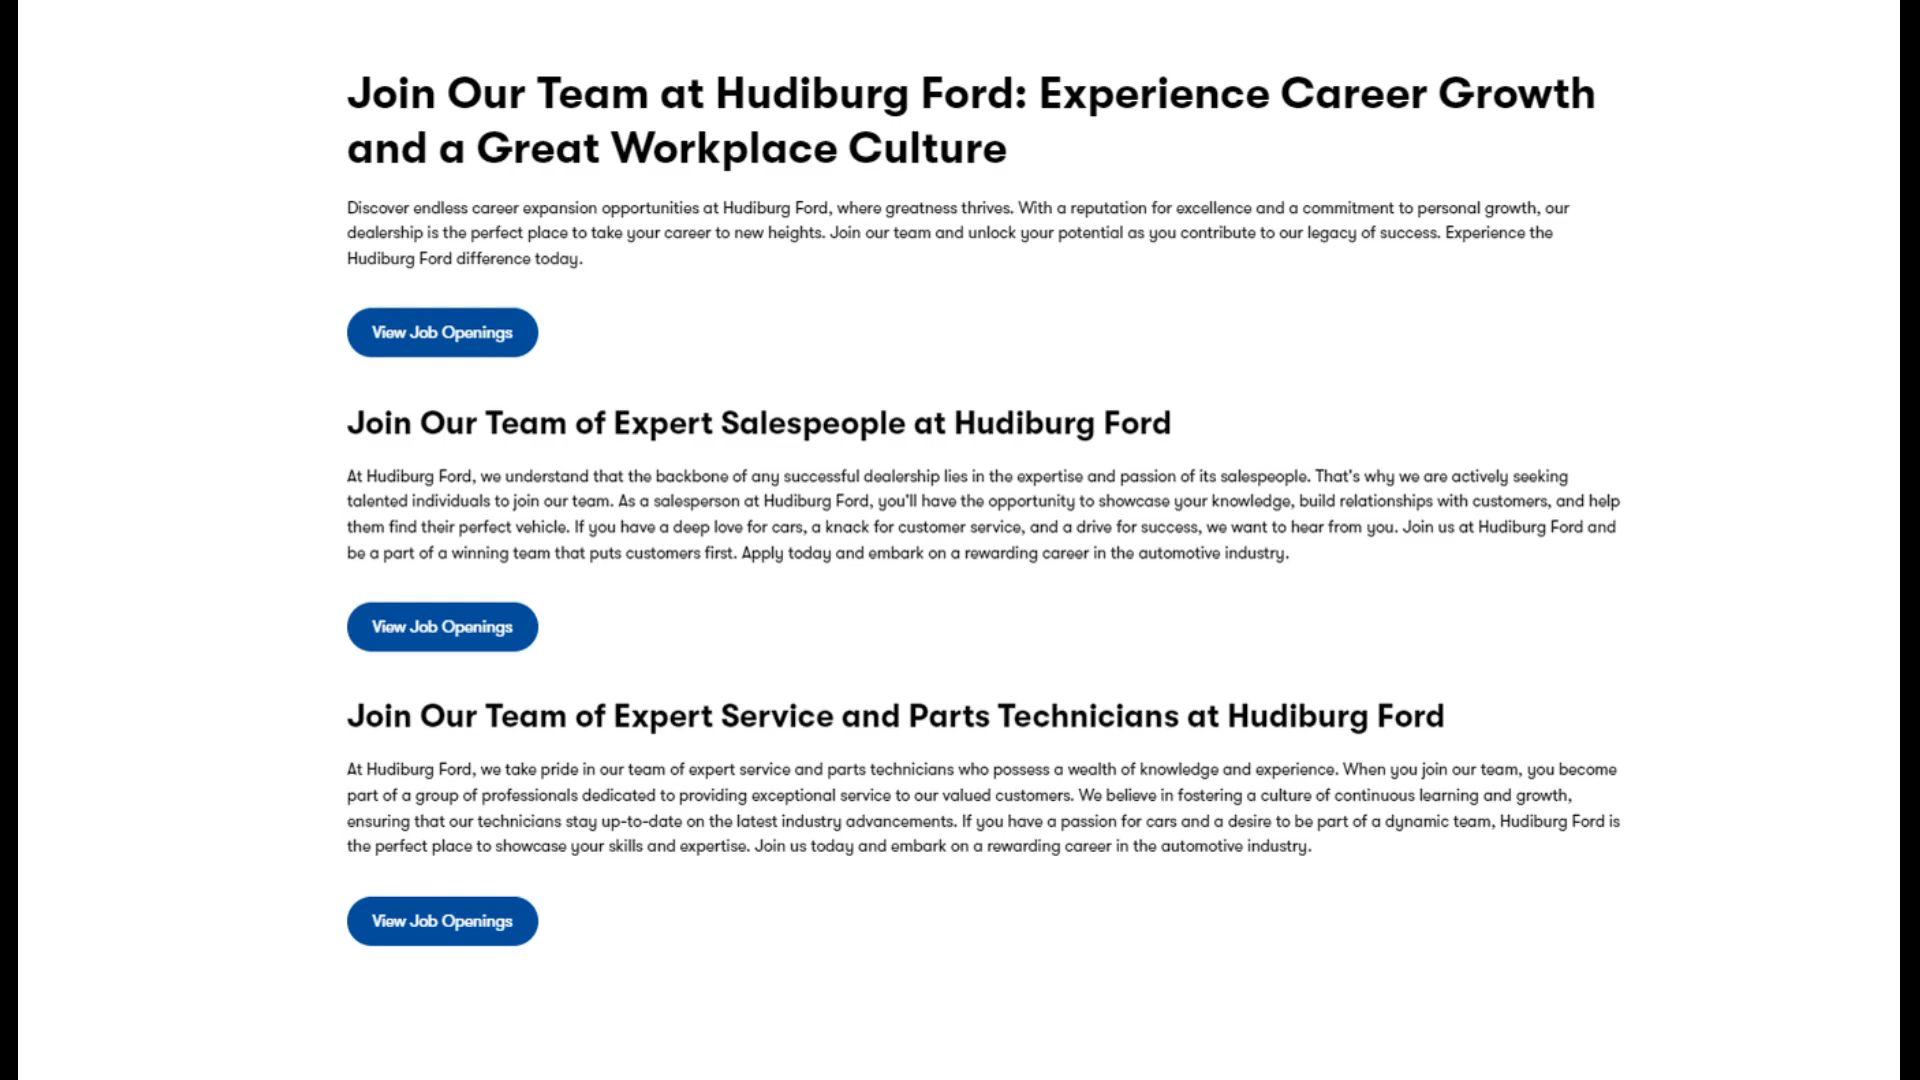 Join Our Team at Hudiburg Ford: Experience Career Growth
and a Great Workplace Culture
Discover endless career expansion opportunities at Hudiburg Ford, where greatness thrives. With a reputation for excellence and a commitment to personal growth, our
dealership is the perfect place to take your career to new heights. Join our team and unlock your potential as you contribute to our legacy of success. Experience the
Hudiburg Ford difference today.
View Job Openings
Join Our Team of Expert Salespeople at Hudiburg Ford
At Hudiburg Ford, we understand that the backbone of any successful dealership lies in the expertise and passion of its salespeople. That's why we are actively seeking
talented individuals to join our team. As a salesperson at Hudiburg Ford, you'll have the opportunity to showcase your knowledge, build relationships with customers, and help
them find their perfect vehicle. If you have a deep love for cars, a knack for customer service, and a drive for success, we want to hear from you. Join us at Hudiburg Ford and
be a part of a winning team that puts customers first. Apply today and embark on a rewarding career in the automotive industry.
View Job Openings
Join Our Team of Expert Service and Parts Technicians at Hudiburg Ford
At Hudiburg Ford, we take pride in our team of expert service and parts technicians who possess a wealth of knowledge and experience. When you join our team, you become
part of a group of professionals dedicated to providing exceptional service to our valued customers. We believe in fostering a culture of continuous learning and growth,
ensuring that our technicians stay up-to-date on the latest industry advancements. If you have a passion for cars and a desire to be part of a dynamic team, Hudiburg Ford is
the perfect place to showcase your skills and expertise. Join us today and embark on a rewarding career in the automotive industry.
View Job Openings